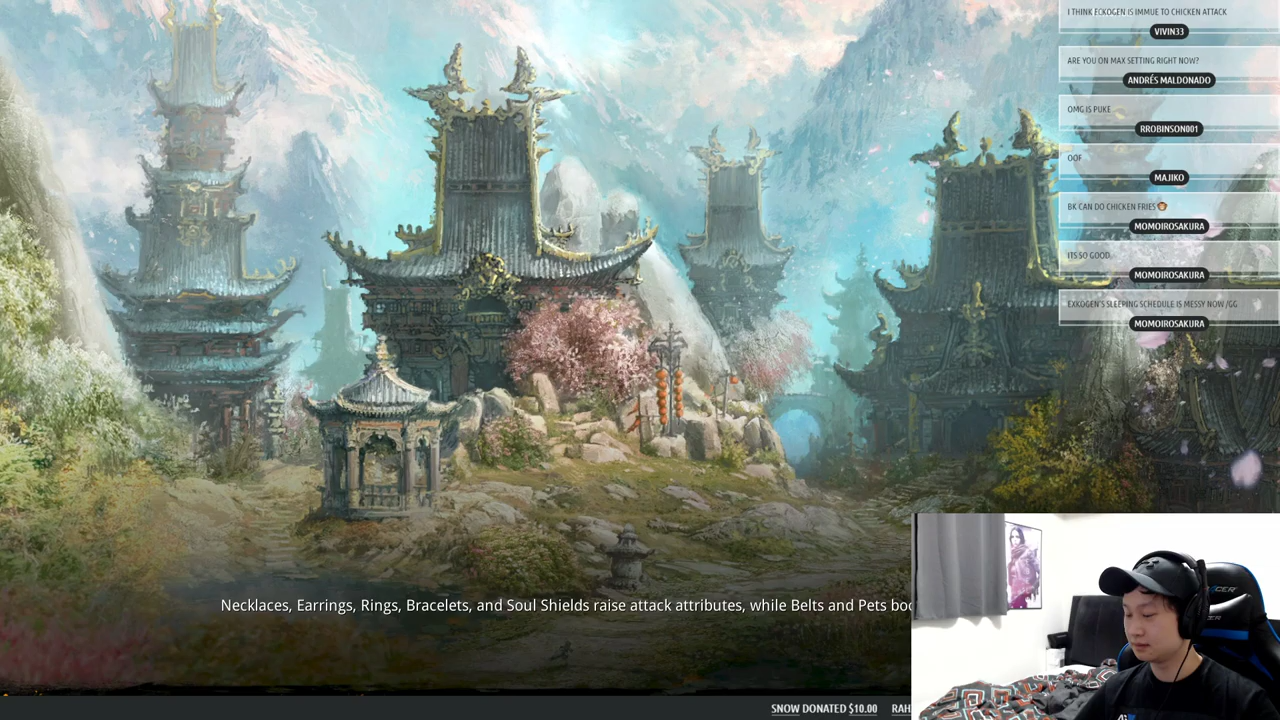 I THINK ECKOGEN IS IMMUE TO CHICKEN ATTACK
VIVIN33
ARE YOU ON MAX SETTING RIGHT NOW?
ANDRÉS MALDONADO
OMG IS PUKE
RROBINSON001
OOF
MAJIKO
BK CAN DO CHICKEN FRIES
MOMOIROSAKURA
ITS SO GOOD
MOMOIROSAKURA
EXKOGEN'S SLEEPING SCHEDULE IS MESSY NOW /GG
MOMOIROSAKURA
Necklaces, Earrings, Rings, Bracelets, and Soul Shields raise attack attributes, while Belts and Pets boo
SNOW DONATED $10.00 RAH